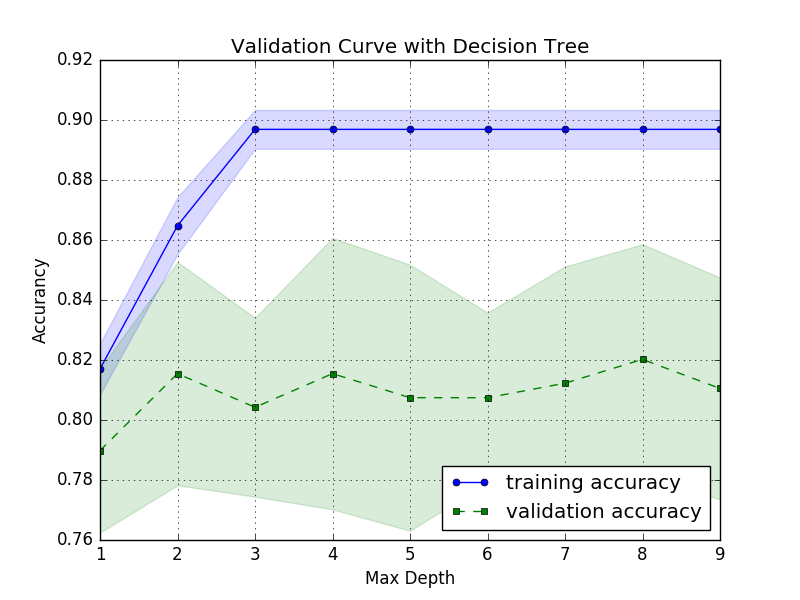 Validation Curve with Decision Tree
0.92
0.90
0.88
0.86
0.84
0.82
0.80
0.78
0.76
Accurancy
training accuracy
validation accuracy
1 2 3 4 5 6 7 8 9
Max Depth